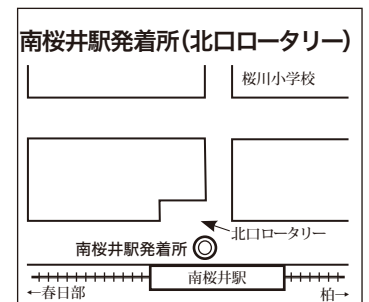 南桜井駅発着所（北口ロータリー）
桜川小学校
北口ロータリー
南桜井駅発着所
南桜井駅
←春日部
柏→